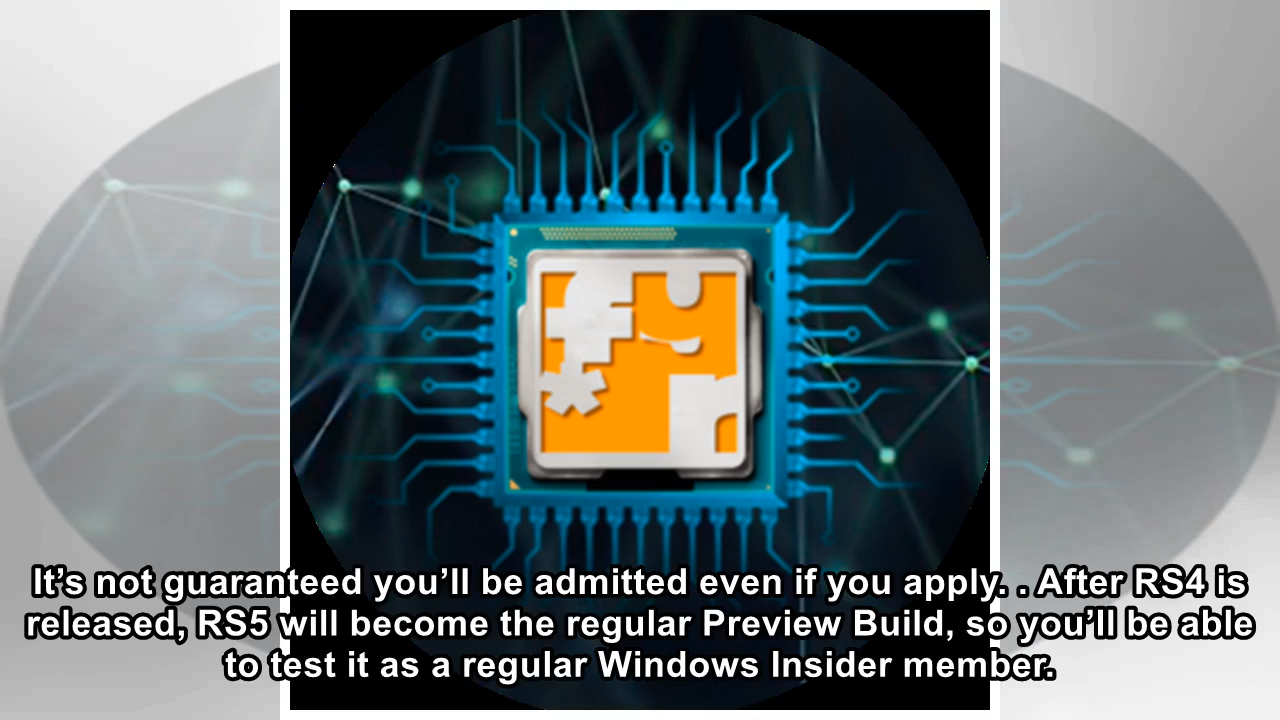 It’s not guaranteed you’ll be admitted even if you apply. . After RS4 is
released, RS5 will become the regular Preview Build, so you’ll be able
to test it as a regular Windows Insider member.